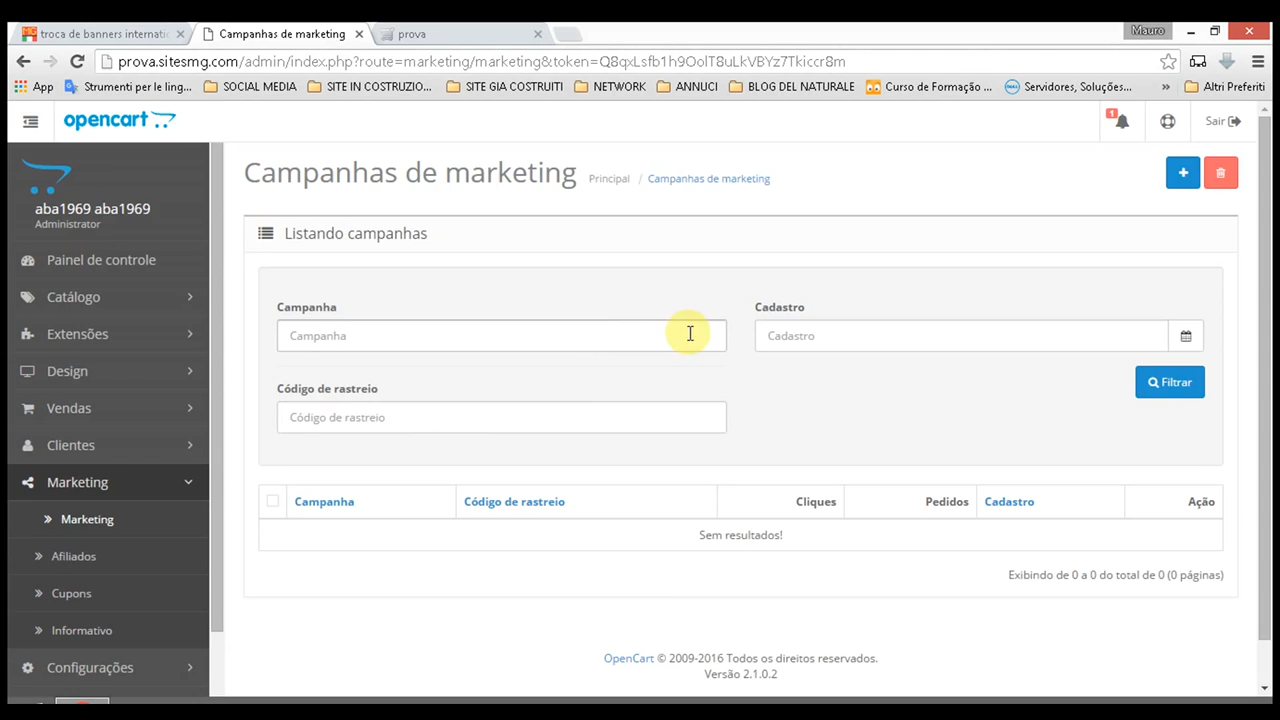 troca de banners internati
Campanhas de marketing
prova
Mauro
prova.sitesmg.com/admin/index.php?route=marketing/marketing&token=Q8qxLsfb1h9OolT8uLkVBYz7Tkicqf8m
App
Strumenti per le ling...
SOCIAL MEDIA
SITE IN COSTRUZIO...
SITE GIA COSTRUITI
NETWORK
ANNUCI
BLOG DEL NATURALE
Curso de Formação ...
Servidores, Soluções...
»
Altri Preferiti
opencart
1
Sair
aba1969 aba1969
Administrator
Painel de controle
Catálogo
Extensões
Design
Vendas
Clientes
Marketing
Marketing
Afiliados
Cupons
Informativo
Configurações
Campanhas de marketing
Principal / Campanhas de marketing
Listando campanhas
Campanha
Campanha
Cadastro
Cadastro
Código de rastreio
Código de rastreio
Filtrar
Campanha Código de rastreio Cliques Pedidos Cadastro Ação
Sem resultados!
Exibindo de 0 a 0 do total de 0 (0 páginas)
OpenCart © 2009-2016 Todos os direitos reservados.
Versão 2.1.0.2